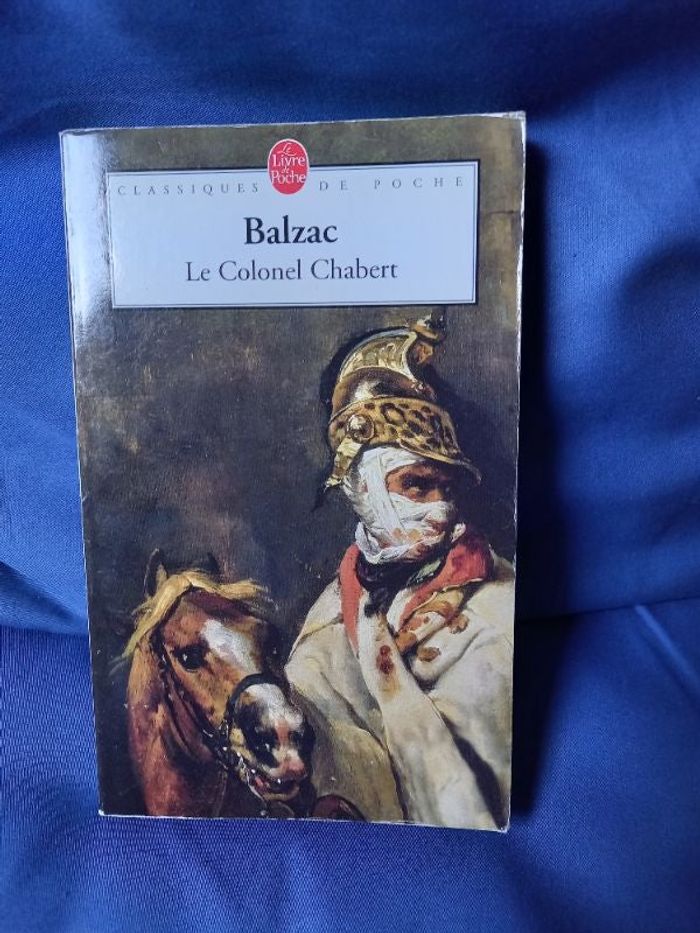 Le
Livre
de
Poche
CLASSIQUES DE POCHE
Balzac
Le Colonel Chabert